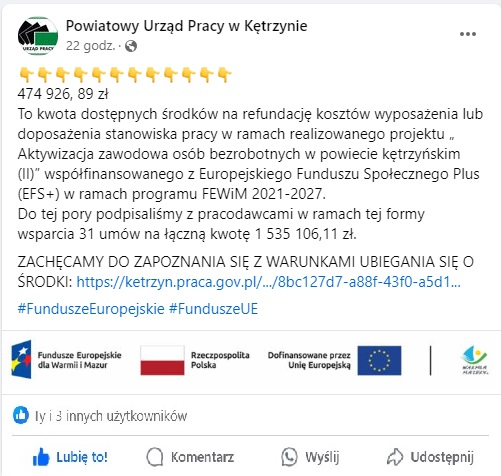 Powiatowy Urząd Pracy w Kętrzynie
URZĄD PRACY
22 godz. ·
👇👇👇👇👇👇👇👇👇👇👇👇
474 926, 89 zł
To kwota dostępnych środków na refundację kosztów wyposażenia lub
doposażenia stanowiska pracy w ramach realizowanego projektu „
Aktywizacja zawodowa osób bezrobotnych w powiecie kętrzyńskim
(II)” współfinansowanego z Europejskiego Funduszu Społecznego Plus
(EFS+) w ramach programu FEWiM 2021-2027.
Do tej pory podpisaliśmy z pracodawcami w ramach tej formy
wsparcia 31 umów na łączną kwotę 1 535 106,11 zł.
ZACHĘCAMY DO ZAPOZNANIA SIĘ Z WARUNKAMI UBIEGANIA SIĘ O
ŚRODKI: https://ketrzyn.praca.gov.pl/.../8bc127d7-a88f-43f0-a5d1...
#FunduszeEuropejskie #FunduszeUE
Fundusze Europejskie
dla Warmii i Mazur
Rzeczpospolita
Polska
Dofinansowane przez
Unię Europejską
WARMIA
MAZURY
Ty i 3 innych użytkowników
Lubię to!
Komentarz
Wyślij
Udostępnij